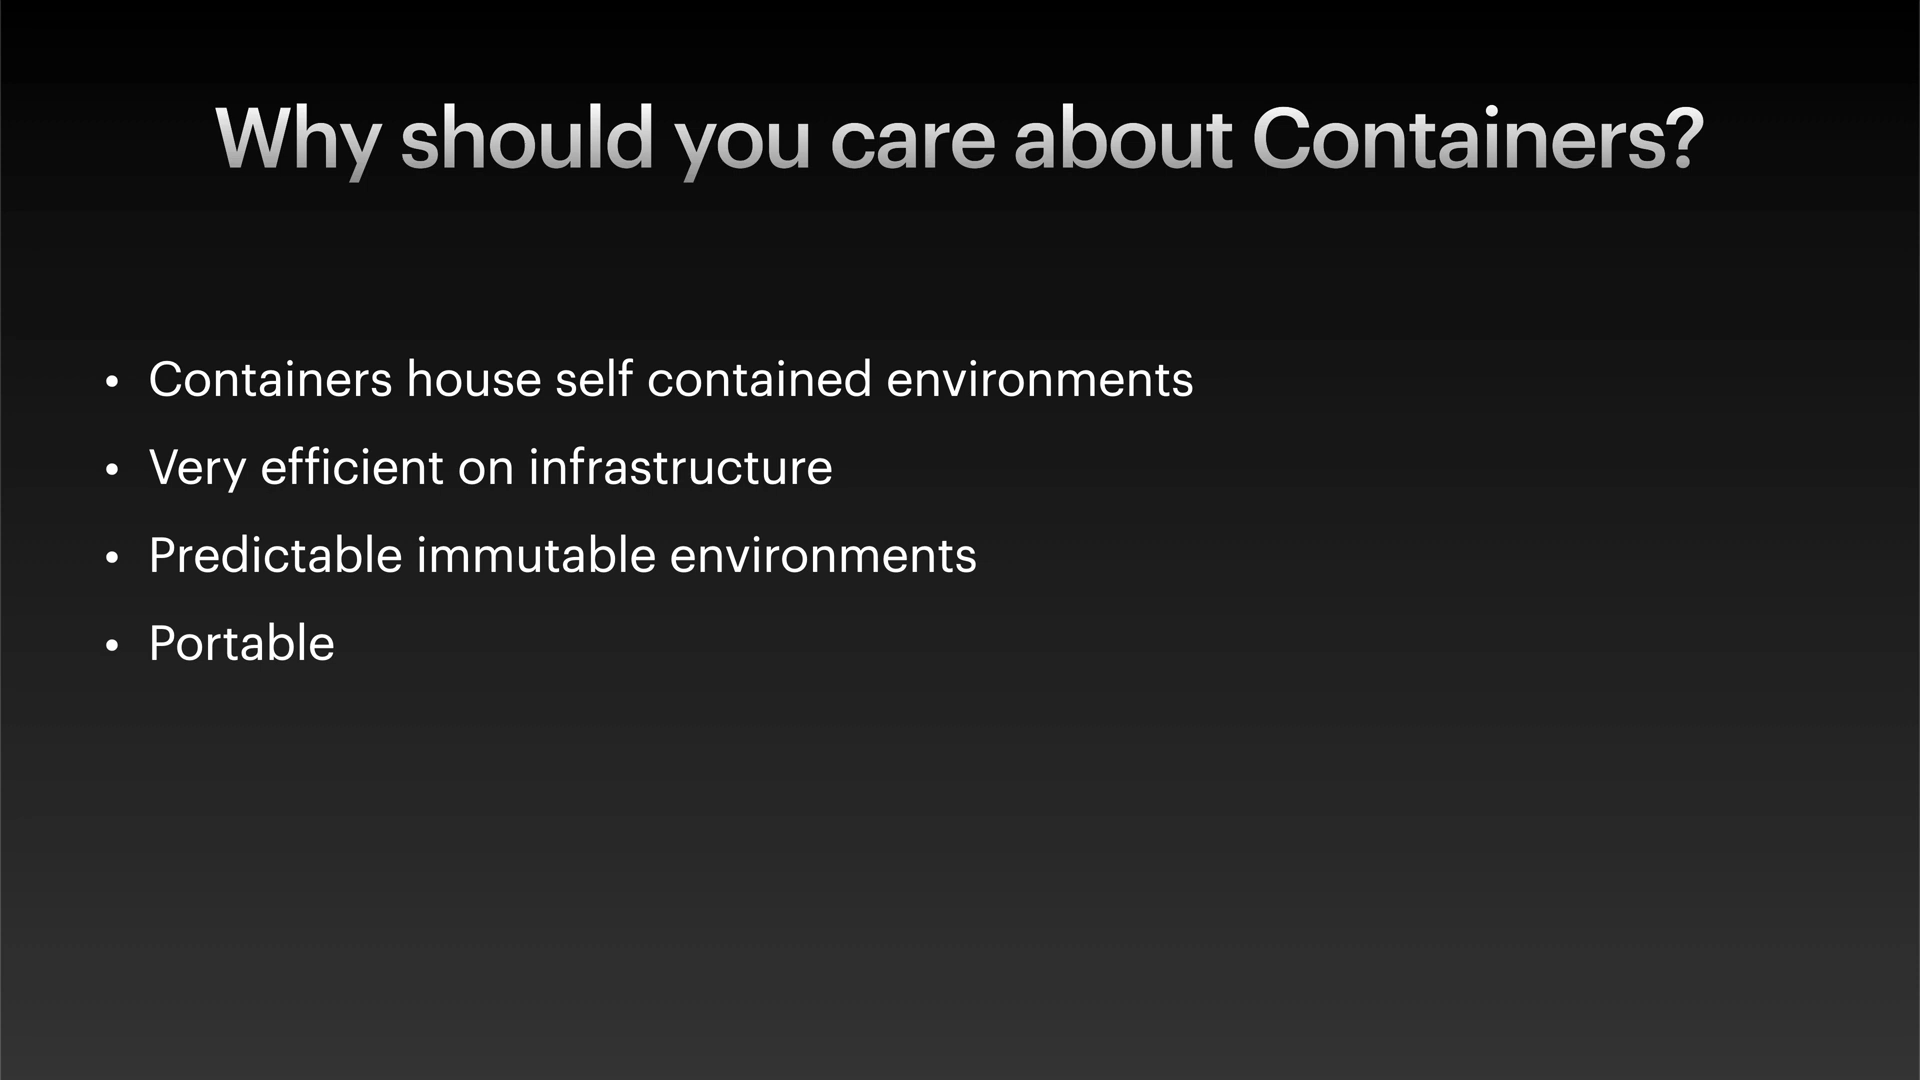 Why should you care about Containers?
• Containers house self contained environments
• Very efficient on infrastructure
• Predictable immutable environments
• Portable